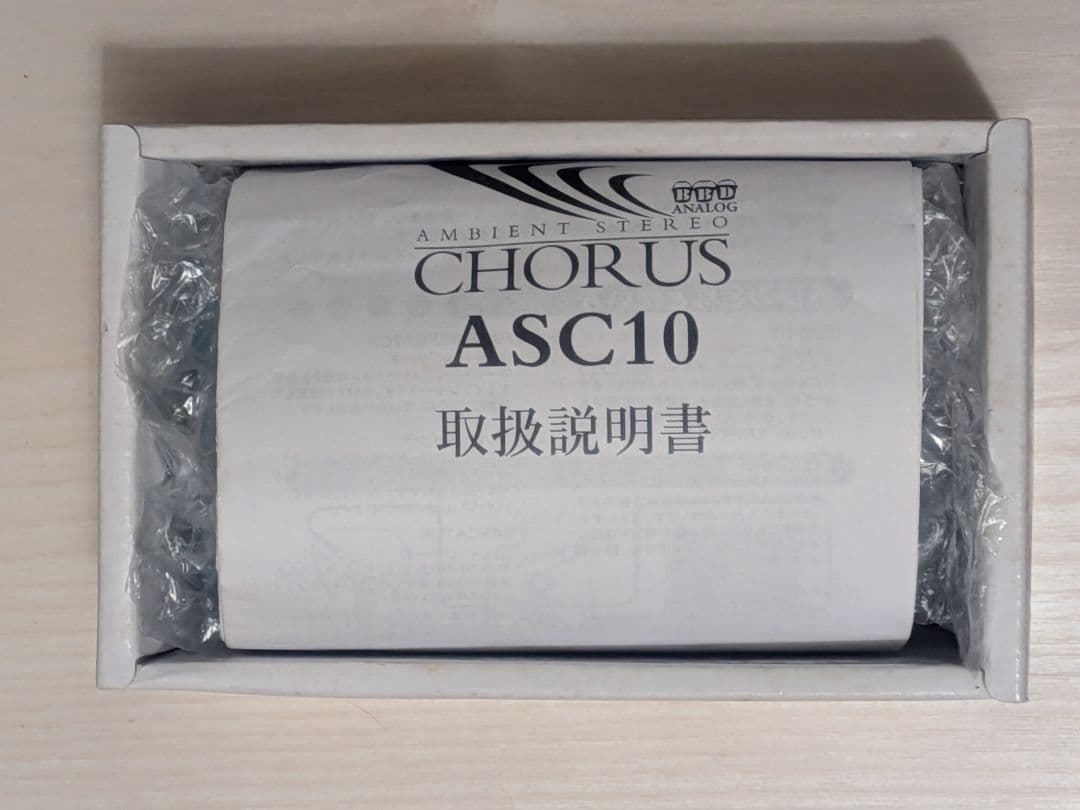 BBD
ANALOG
AMBIENT STEREO
CHORUS
ASC10
取扱説明書